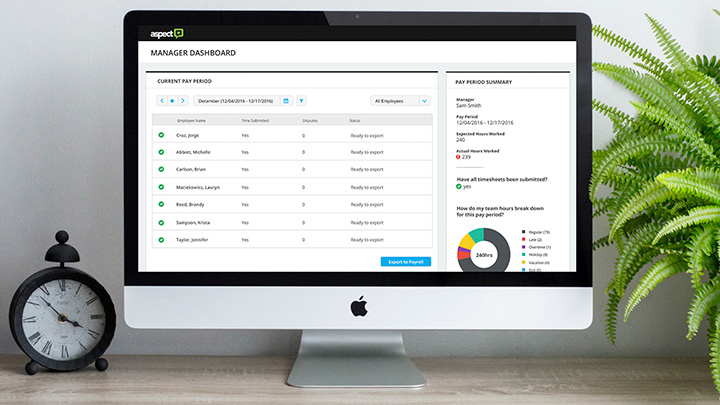 aspect
MANAGER DASHBOARD
CURRENT PAY PERIOD
December (12/04/2016 - 12/17/2016)
All Employees
Employee Name Time Submitted Disputes Status
Cruz, Jorge Yes 0 Ready to export
Abbott, Michelle Yes 0 Ready to export
Carlson, Brian Yes 0 Ready to export
Maciekowicz, Lauryn Yes 0 Ready to export
Reed, Brandy Yes 0 Ready to export
Sampson, Krista Yes 0 Ready to export
Taylor, Jennifer Yes 0 Ready to export
Export to Payroll
PAY PERIOD SUMMARY
Manager
Sam Smith
Pay Period
12/04/2016 - 12/17/2016
Expected Hours Worked
240
Actual Hours Worked
239
Have all timesheets been submitted?
yes
How do my team hours break down
for this pay period?
240hrs
Regular (79)
Late (2)
Overtime (5)
Holiday (8)
Vacation (4)
Sick (2)